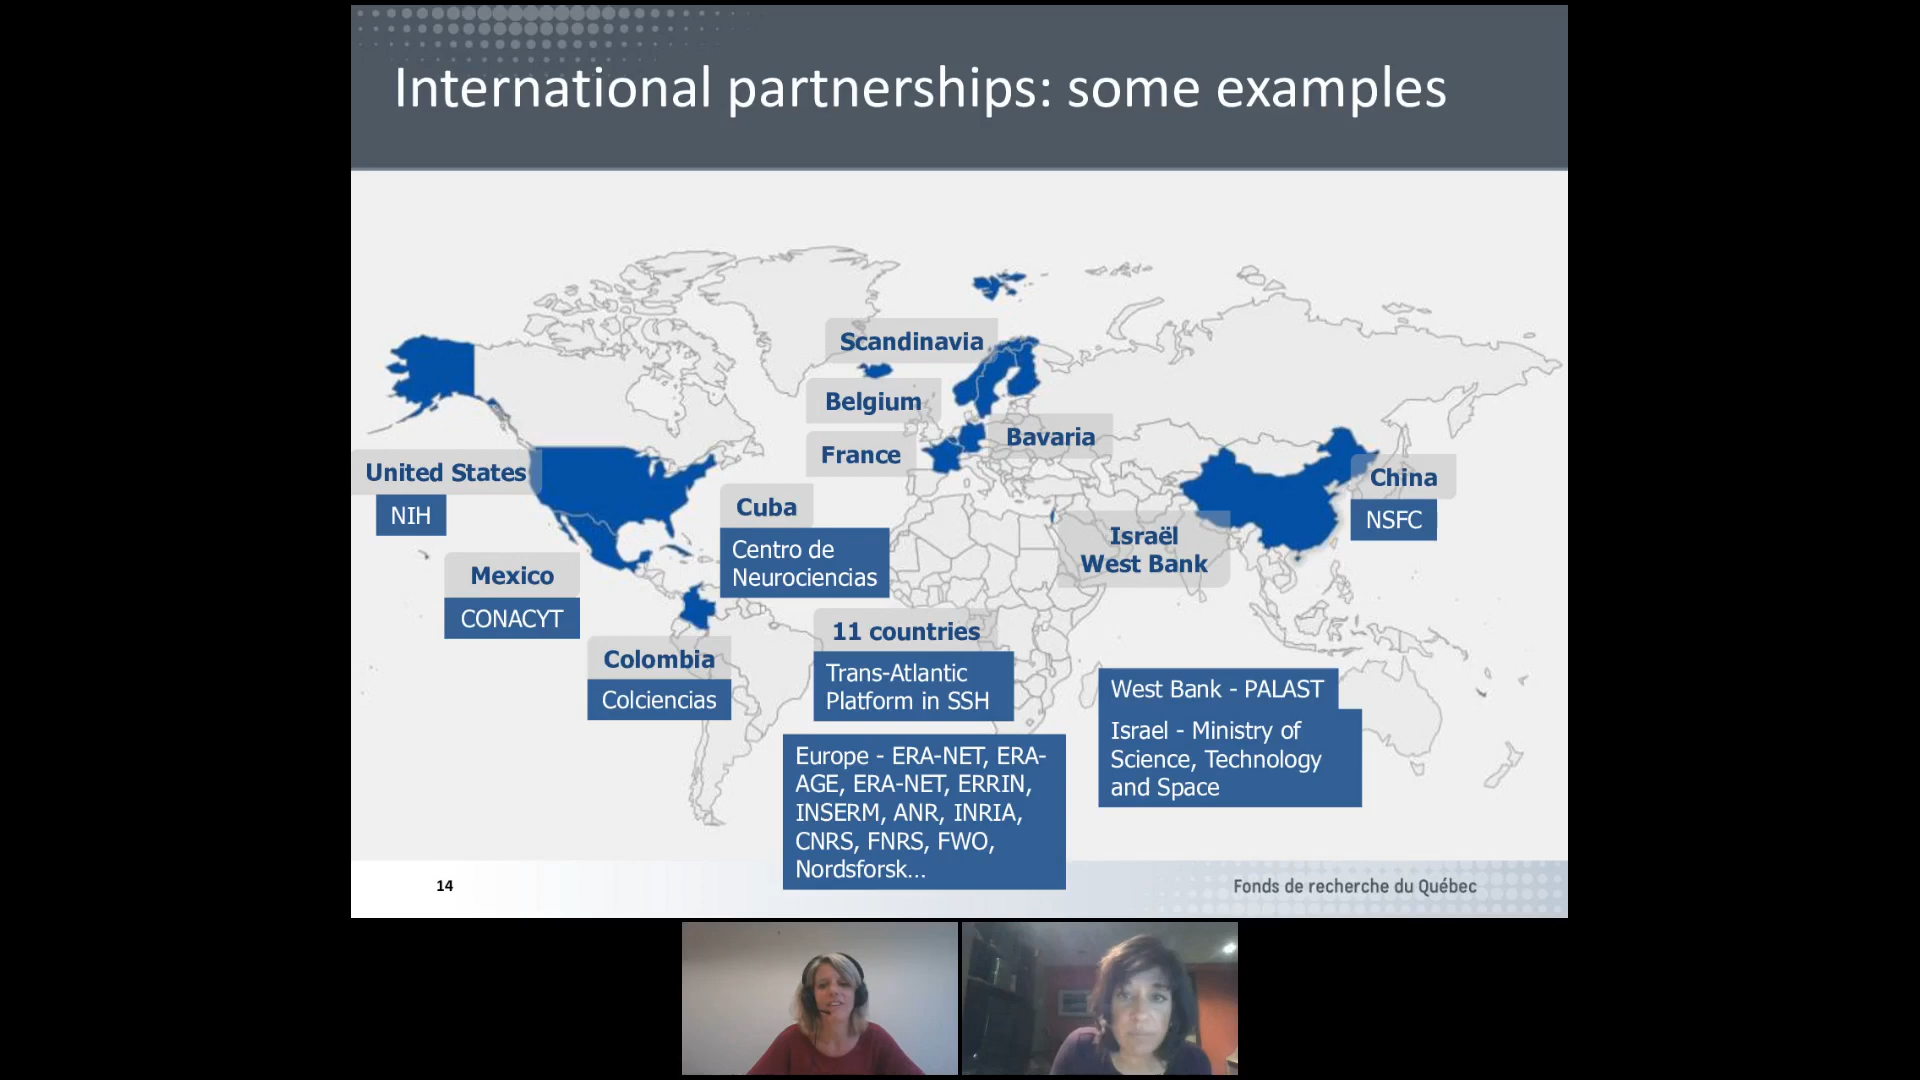 International partnerships: some examples
Scandinavia
Belgium
Bavaria
France
United States
NIH
China
NSFC
Cuba
Centro de
Neurociencias
Israël
West Bank
Mexico
CONACYT
11 countries
Trans-Atlantic
Platform in SSH
Colombia
Colciencias
West Bank - PALAST
Israel - Ministry of
Science, Technology
and Space
Europe - ERA-NET, ERA-
AGE, ERA-NET, ERRIN,
INSERM, ANR, INRIA,
CNRS, FNRS, FWO,
Nordsforsk...
14
Fonds de recherche du Québec